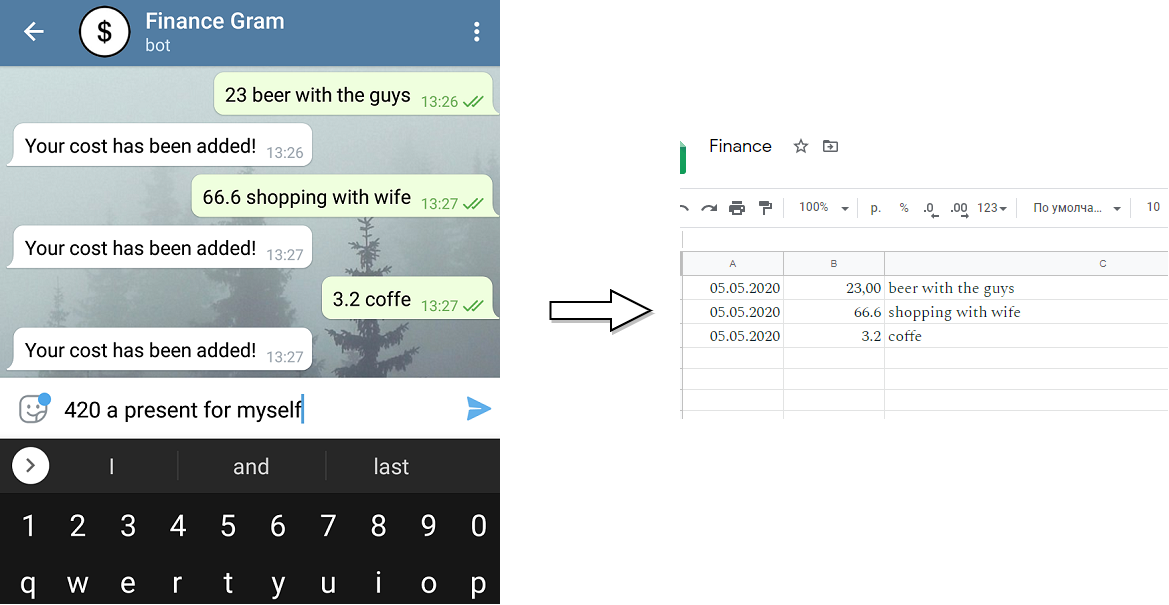 $
Finance Gram
bot
23 beer with the guys 13:26
Your cost has been added! 13:26
66.6 shopping with wife 13:27
Your cost has been added! 13:27
3.2 coffe 13:27
Your cost has been added! 13:27
420 a present for myself
I and last
1 2 3 4 5 6 7 8 9 0
q w e r t y u i o p
Finance
100% р. % .0 .00 123 По умолча... 10
A B C
05.05.2020 23,00 beer with the guys
05.05.2020 66.6 shopping with wife
05.05.2020 3.2 coffe